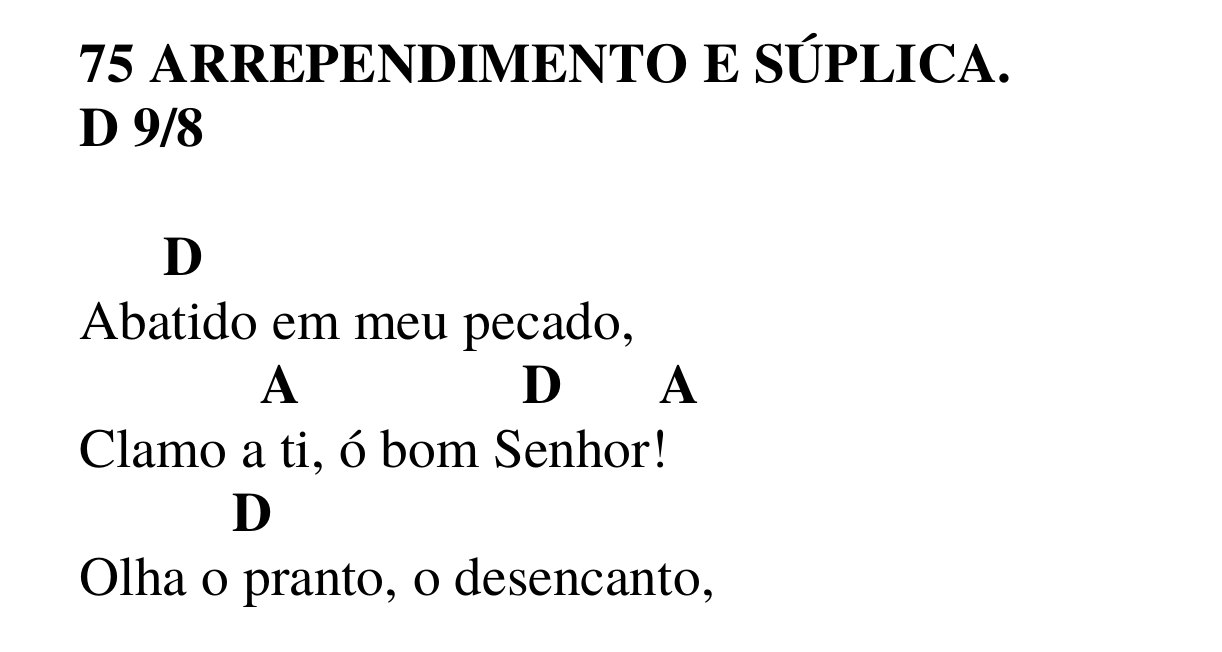 75 ARREPENDIMENTO E SÚPLICA.
D 9/8
D
Abatido em meu pecado,
A D A
Clamo a ti, ó bom Senhor!
D
Olha o pranto, o desencanto,